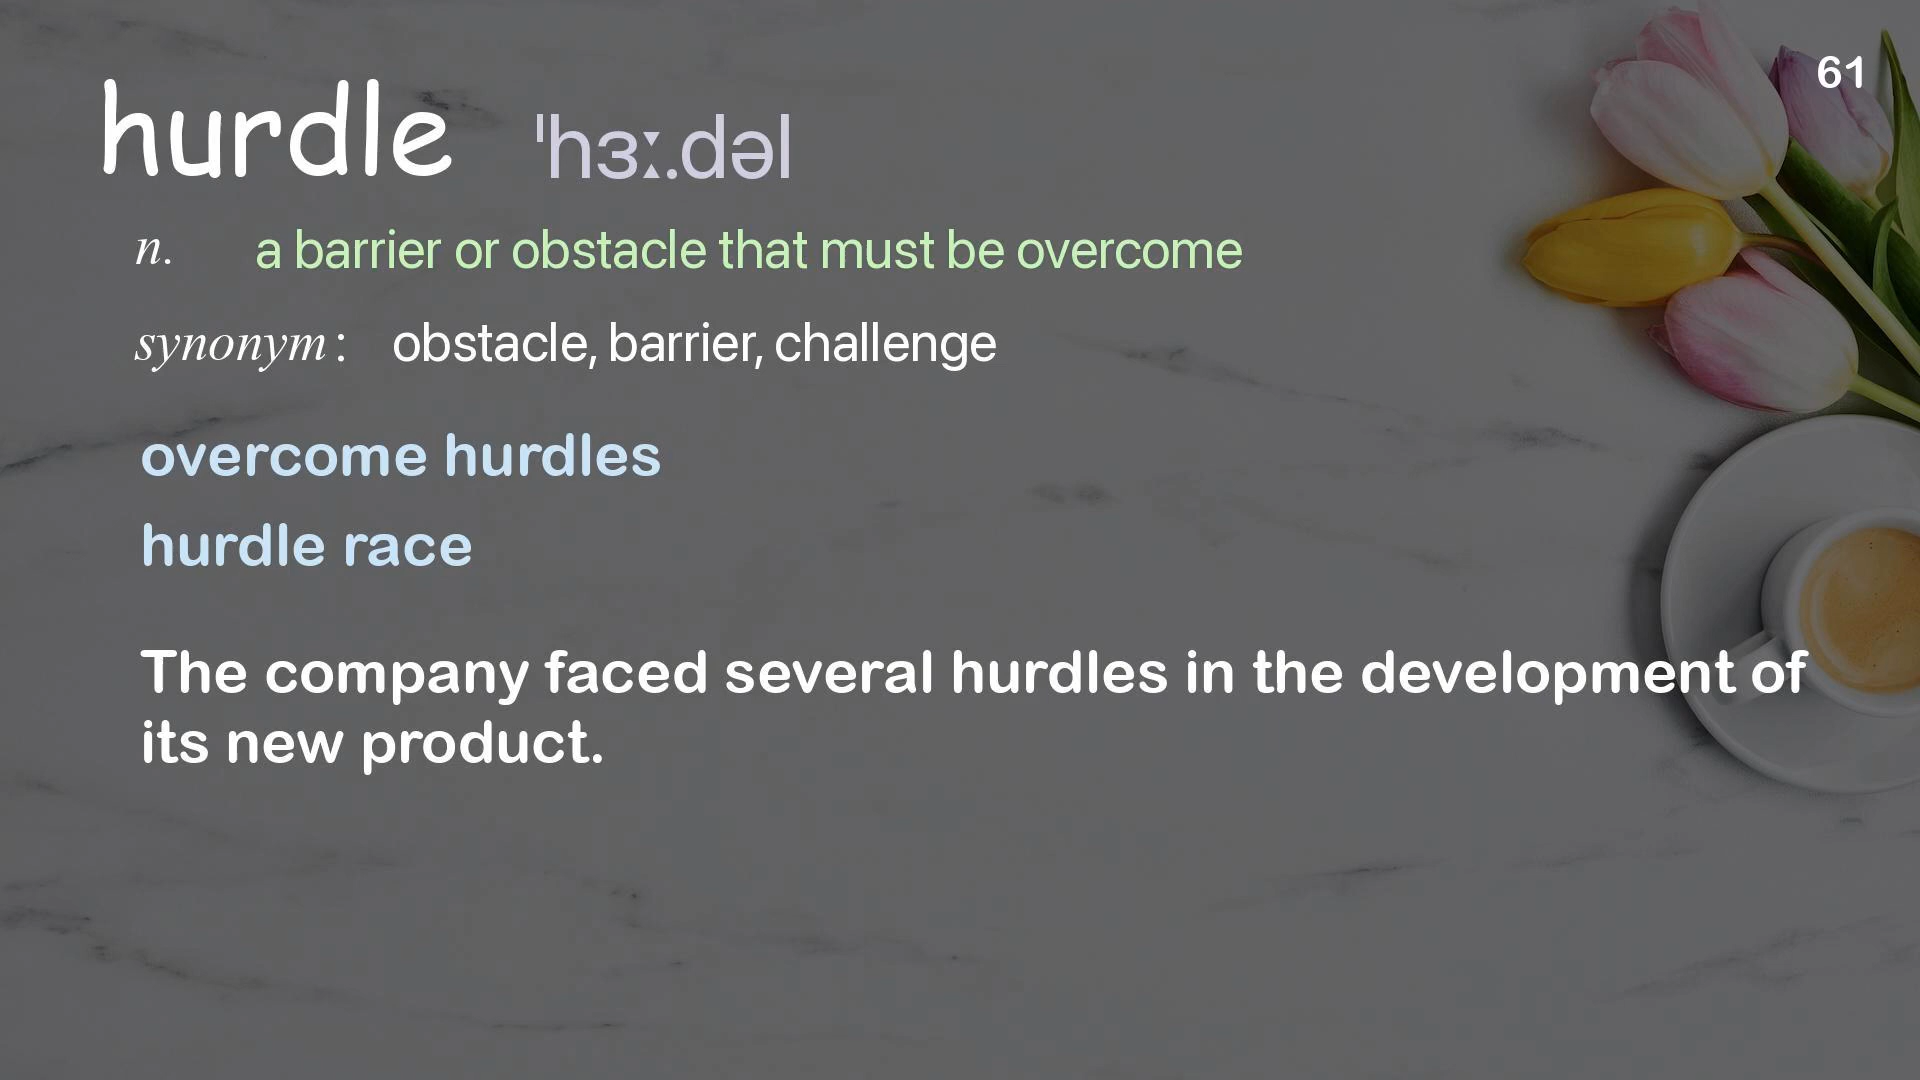 61
hurdle ˈhɜː.dəl
n. a barrier or obstacle that must be overcome
synonym : obstacle, barrier, challenge
overcome hurdles
hurdle race
The company faced several hurdles in the development of
its new product.